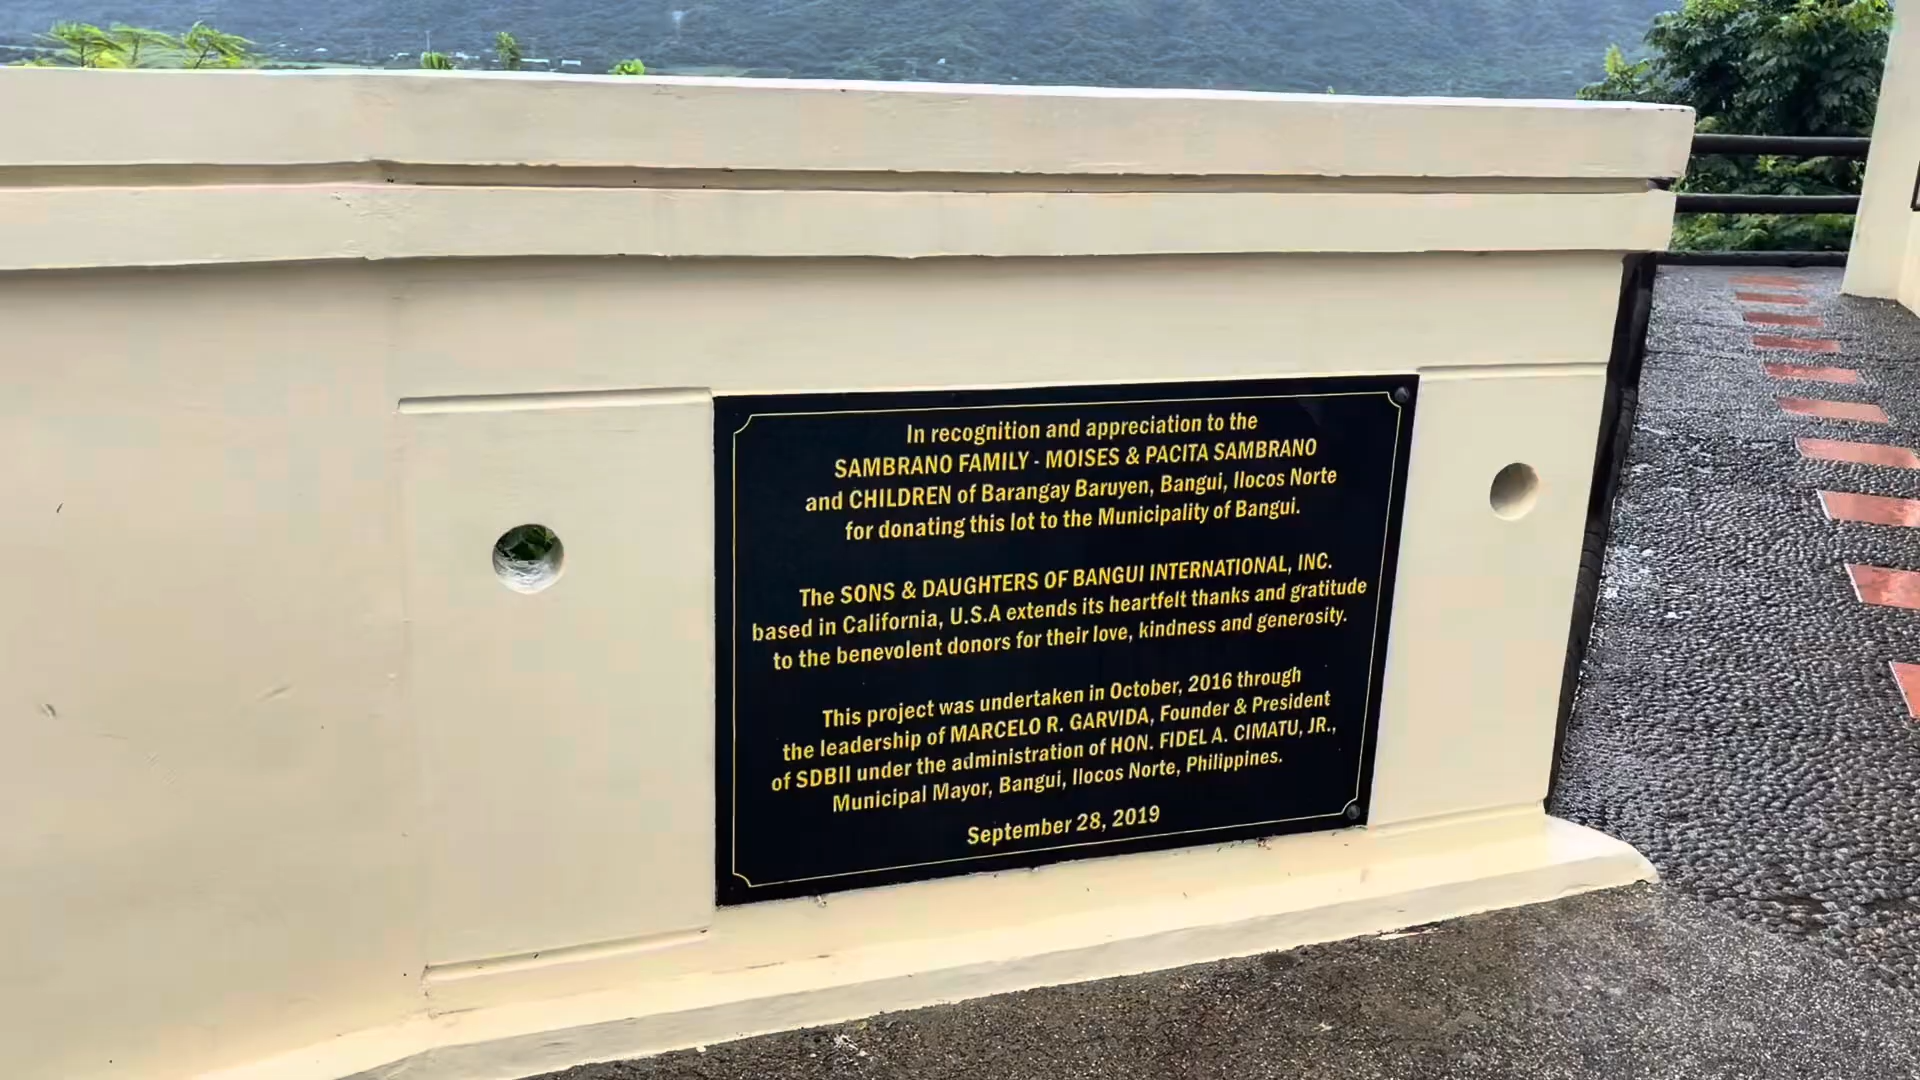 In recognition and appreciation to the
SAMBRANO FAMILY - MOISES & PACITA SAMBRANO
and CHILDREN of Barangay Baruyen, Bangui, Ilocos Norte
for donating this lot to the Municipality of Bangui.
The SONS & DAUGHTERS OF BANGUI INTERNATIONAL, INC.
based in California, U.S.A extends its heartfelt thanks and gratitude
to the benevolent donors for their love, kindness and generosity.
This project was undertaken in October, 2016 through
the leadership of MARCELO R. GARVIDA, Founder & President
of SDBII under the administration of HON. FIDEL A. CIMATU, JR.,
Municipal Mayor, Bangui, Ilocos Norte, Philippines.
September 28, 2019